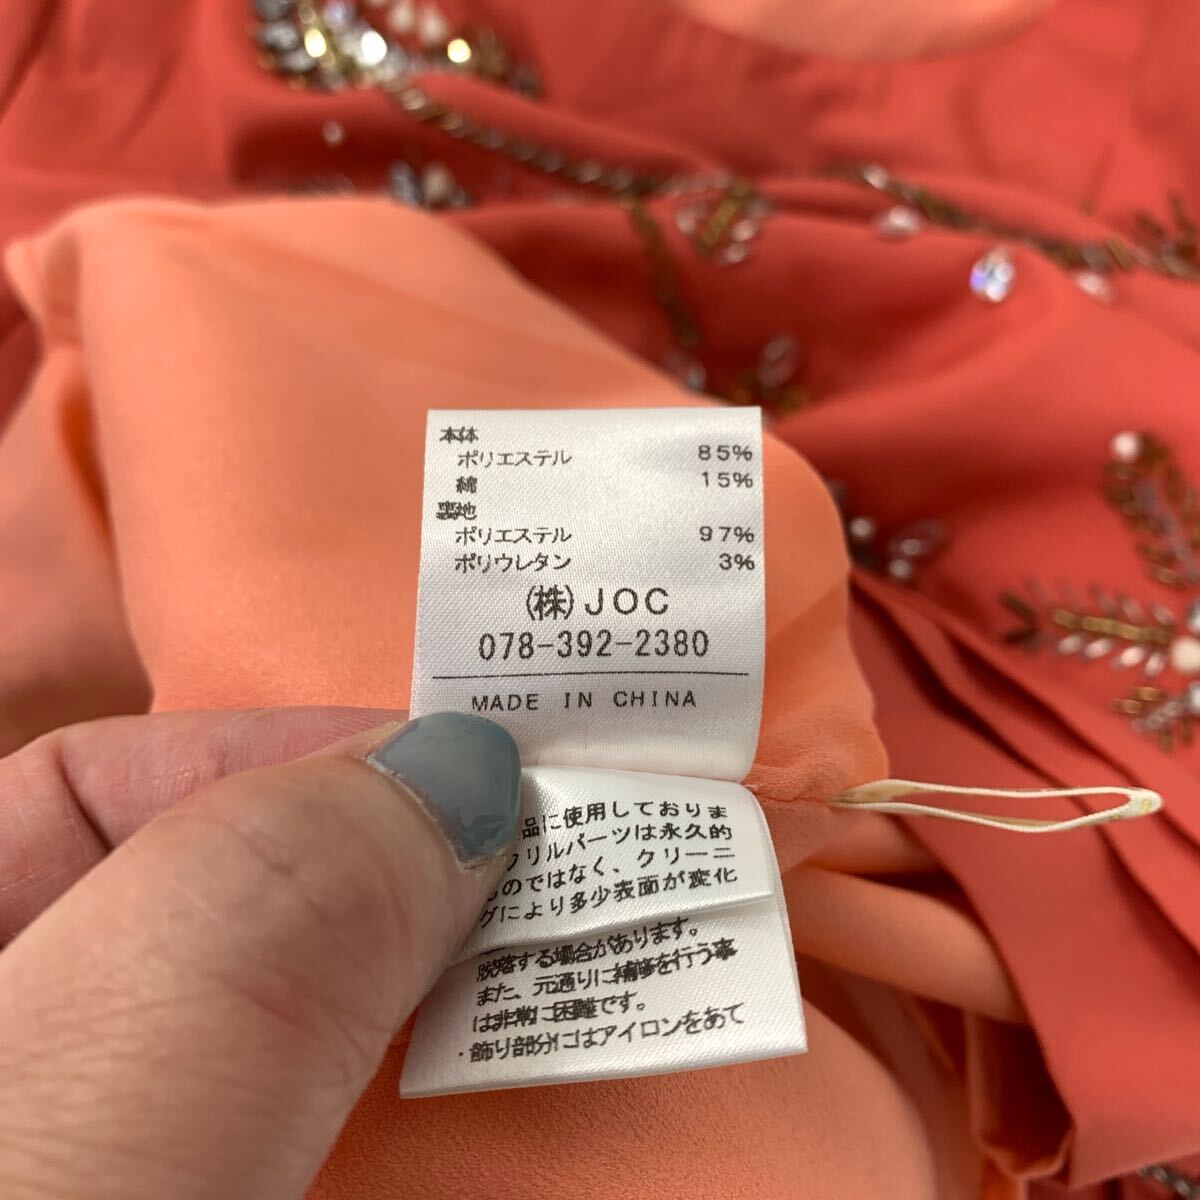 本体
ポリエステル 85%
綿 15%
裏地
ポリエステル 97%
ポリウレタン 3%
(株)JOC
078-392-2380
MADE IN CHINA
品に使用しておりま
クリルパーツは永久的
ものではなく、クリーニ
グにより多少表面が変化
脱落する場合があります。
また、元通りに補修を行う事
は非常に困難です。
・飾り部分にはアイロンをあて